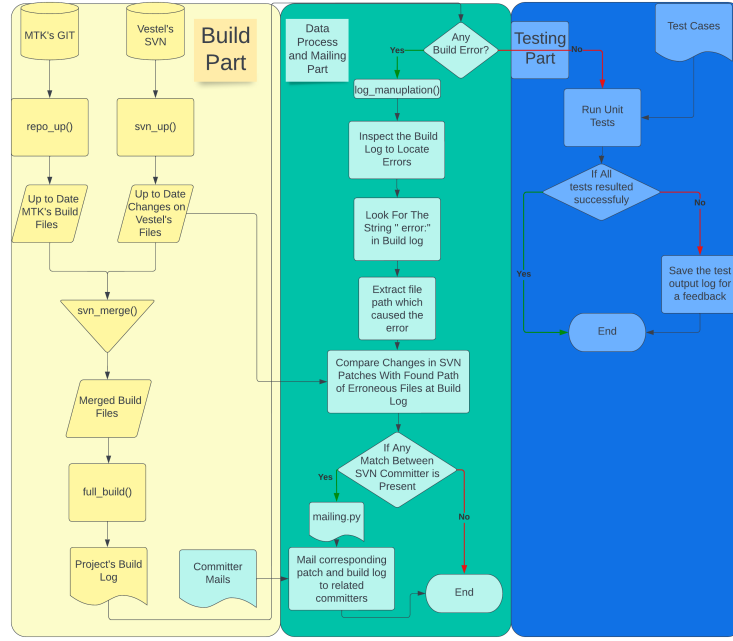 MTK's GIT
Vestel's
SVN
Build
Part
repo_up()
svn_up()
Up to Date
MTK's Build
Files
Up to Date
Changes on
Vestel's
Files
svn_merge()
Merged Build
Files
full_build()
Project's Build
Log
Committer
Mails
Data
Process
and Mailing
Part
Any
Build Error?
Yes
No
log_manuplation()
Inspect the Build
Log to Locate
Errors
Look For The
String " error:"
in Build log
Extract file
path which
caused the
error
Compare Changes in SVN
Patches With Found Path
of Erroneous Files at Build
Log
If Any
Match Between
SVN Committer is
Present
Yes
No
mailing.py
Mail corresponding
patch and build log
to related
committers
End
Testing
Part
Test Cases
Run Unit
Tests
If All
tests resulted
successfuly
No
Yes
Save the test
output log for
a feedback
End